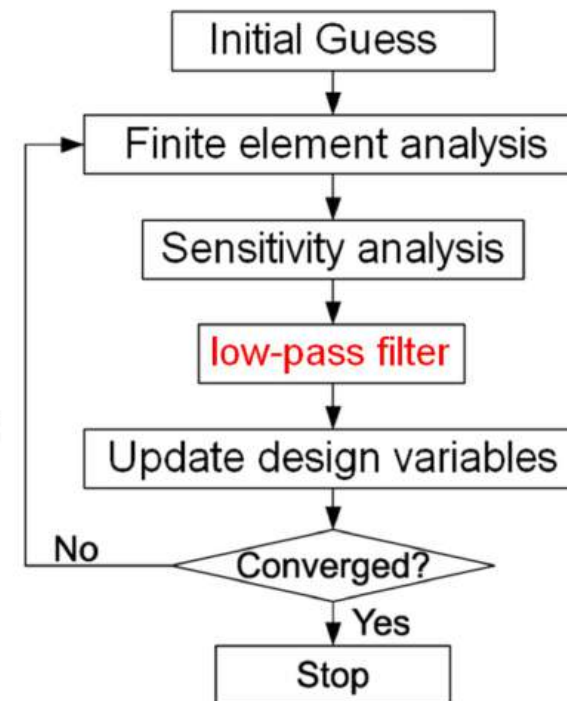 Initial Guess
Finite element analysis
Sensitivity analysis
low-pass filter
Update design variables
Converged?
No
Yes
Stop